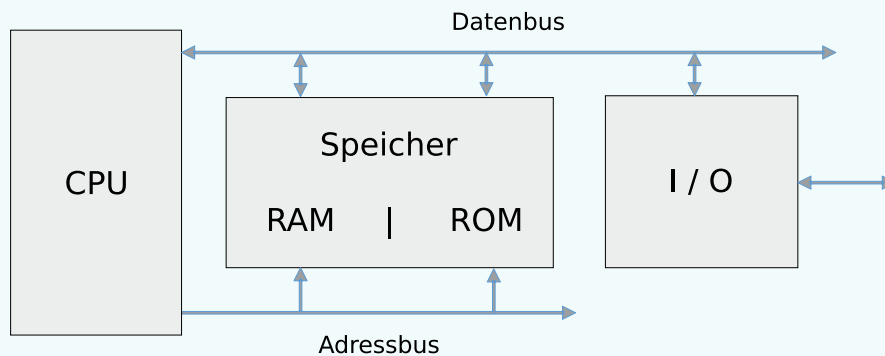 Datenbus
CPU
Speicher
RAM | ROM
I / O
Adressbus